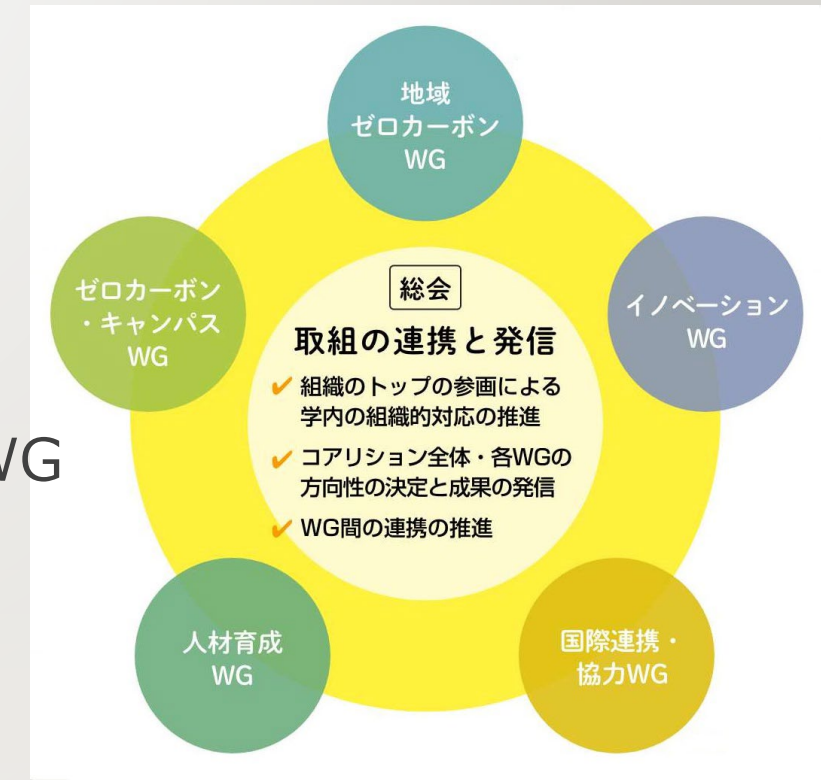 地域
ゼロカーボン
WG
ゼロカーボン
・キャンパス
WG
イノベーション
WG
総会
取組の連携と発信
✔ 組織のトップの参画による
学内の組織的対応の推進
✔ コアリション全体・各WGの
方向性の決定と成果の発信
✔ WG間の連携の推進
WG
人材育成
WG
国際連携・
協力WG